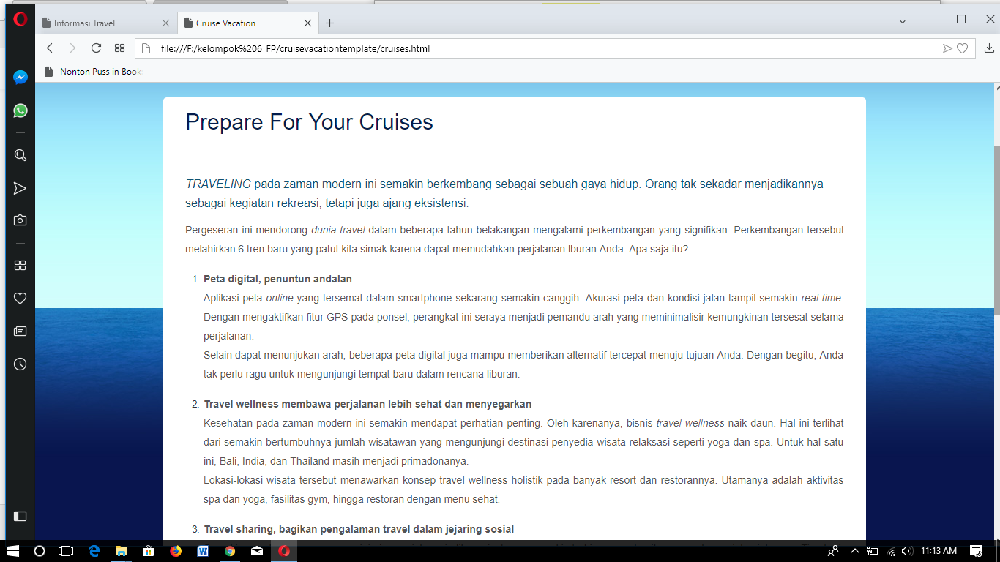 Informasi Travel
Cruise Vacation
file:///F:/kelompok%206_FP/cruisevacationtemplate/cruises.html
Nonton Puss in Book
Prepare For Your Cruises
TRAVELING pada zaman modern ini semakin berkembang sebagai sebuah gaya hidup. Orang tak sekadar menjadikannya
sebagai kegiatan rekreasi, tetapi juga ajang eksistensi.
Pergeseran ini mendorong dunia travel dalam beberapa tahun belakangan mengalami perkembangan yang signifikan. Perkembangan tersebut
melahirkan 6 tren baru yang patut kita simak karena dapat memudahkan perjalanan lburan Anda. Apa saja itu?
1. Peta digital, penuntun andalan
Aplikasi peta online yang tersemat dalam smartphone sekarang semakin canggih. Akurasi peta dan kondisi jalan tampil semakin real-time.
Dengan mengaktifkan fitur GPS pada ponsel, perangkat ini seraya menjadi pemandu arah yang meminimalisir kemungkinan tersesat selama
perjalanan.
Selain dapat menunjukan arah, beberapa peta digital juga mampu memberikan alternatif tercepat menuju tujuan Anda. Dengan begitu, Anda
tak perlu ragu untuk mengunjungi tempat baru dalam rencana liburan.
2. Travel wellness membawa perjalanan lebih sehat dan menyegarkan
Kesehatan pada zaman modern ini semakin mendapat perhatian penting. Oleh karenanya, bisnis travel wellness naik daun. Hal ini terlihat
dari semakin bertumbuhnya jumlah wisatawan yang mengunjungi destinasi penyedia wisata relaksasi seperti yoga dan spa. Untuk hal satu
ini, Bali, India, dan Thailand masih menjadi primadonanya.
Lokasi-lokasi wisata tersebut menawarkan konsep travel wellness holistik pada banyak resort dan restorannya. Utamanya adalah aktivitas
spa dan yoga, fasilitas gym, hingga restoran dengan menu sehat.
3. Travel sharing, bagikan pengalaman travel dalam jejaring sosial
11:13 AM